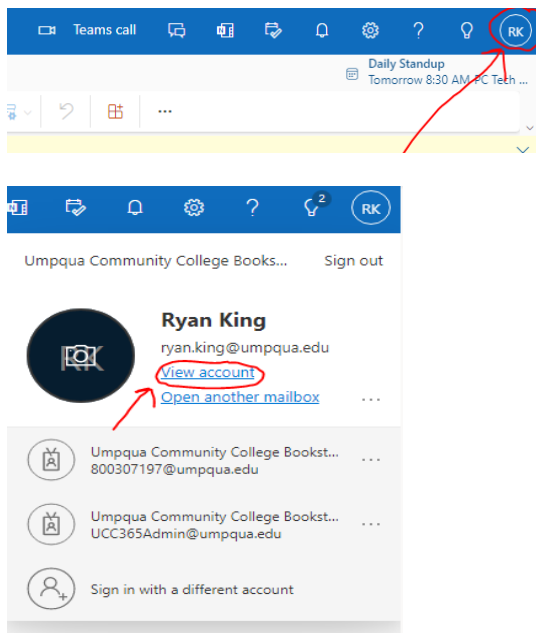 Teams call
RK
Daily Standup
Tomorrow 8:30 AM PC Tech ...
...
2
RK
Umpqua Community College Books... Sign out
RK
Ryan King
ryan.king@umpqua.edu
View account
Open another mailbox ...
Umpqua Community College Bookst... ...
800307197@umpqua.edu
Umpqua Community College Bookst... ...
UCC365Admin@umpqua.edu
Sign in with a different account